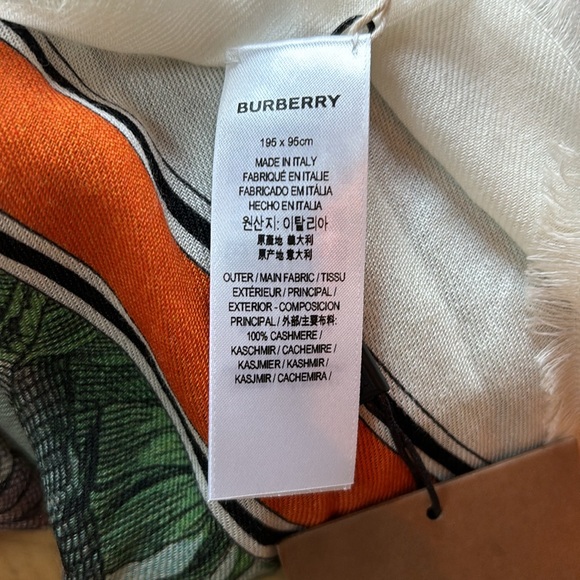 BURBERRY
195 x 95cm
MADE IN ITALY
FABRIQUÉ EN ITALIE
FABRICADO EM ITÁLIA
HECHO EN ITALIA
원산지: 이탈리아
原產地 義大利
原产地 意大利
OUTER / MAIN FABRIC / TISSU
EXTÉRIEUR / PRINCIPAL /
EXTERIOR - COMPOSICION
PRINCIPAL / 外部/主要布料:
100% CASHMERE /
KASCHMIR / CACHEMIRE /
KASJMIER / KASHMIR /
KASJMIR / CACHEMIRA /